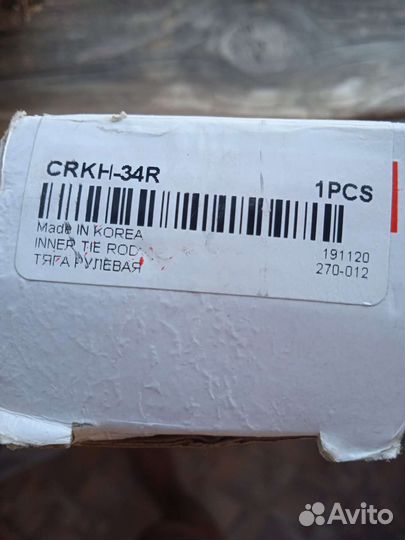 CRKH-34R 1PCS
Made IN KOREA
INNER TIE ROD 191120
ТЯГА РУЛЕВАЯ 270-012
Avito